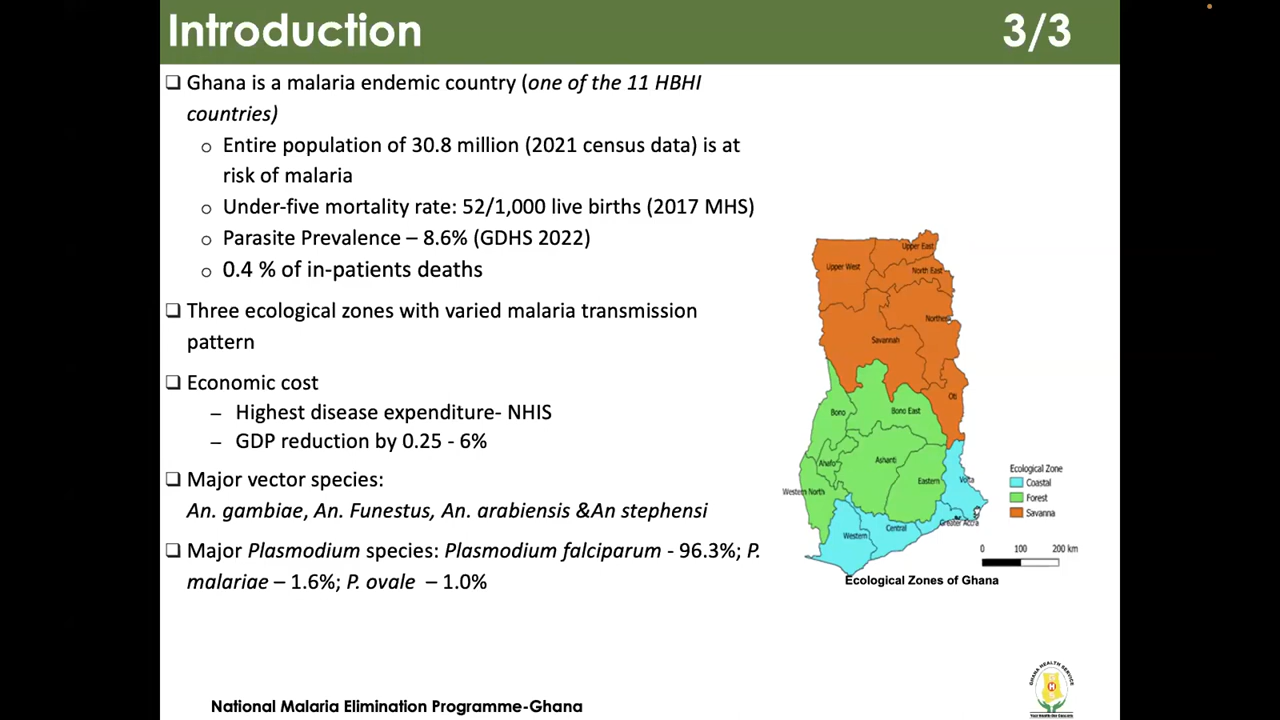 Introduction 3/3
❑ Ghana is a malaria endemic country (one of the 11 HBHI
countries)
o Entire population of 30.8 million (2021 census data) is at
risk of malaria
o Under-five mortality rate: 52/1,000 live births (2017 MHS)
o Parasite Prevalence – 8.6% (GDHS 2022)
o 0.4 % of in-patients deaths
❑ Three ecological zones with varied malaria transmission
pattern
❑ Economic cost
– Highest disease expenditure- NHIS
– GDP reduction by 0.25 - 6%
❑ Major vector species:
An. gambiae, An. Funestus, An. arabiensis &An stephensi
❑ Major Plasmodium species: Plasmodium falciparum - 96.3%; P.
malariae – 1.6%; P. ovale – 1.0%
Upper East
Upper West
North East
Northern
Savannah
Oti
Bono
Bono East
Ashanti
Ahafo
Eastern
Volta
Western North
Greater Accra
Central
Western
Ecological Zone
Coastal
Forest
Savanna
0 100 200 km
Ecological Zones of Ghana
GHANA HEALTH SERVICE
National Malaria Elimination Programme-Ghana